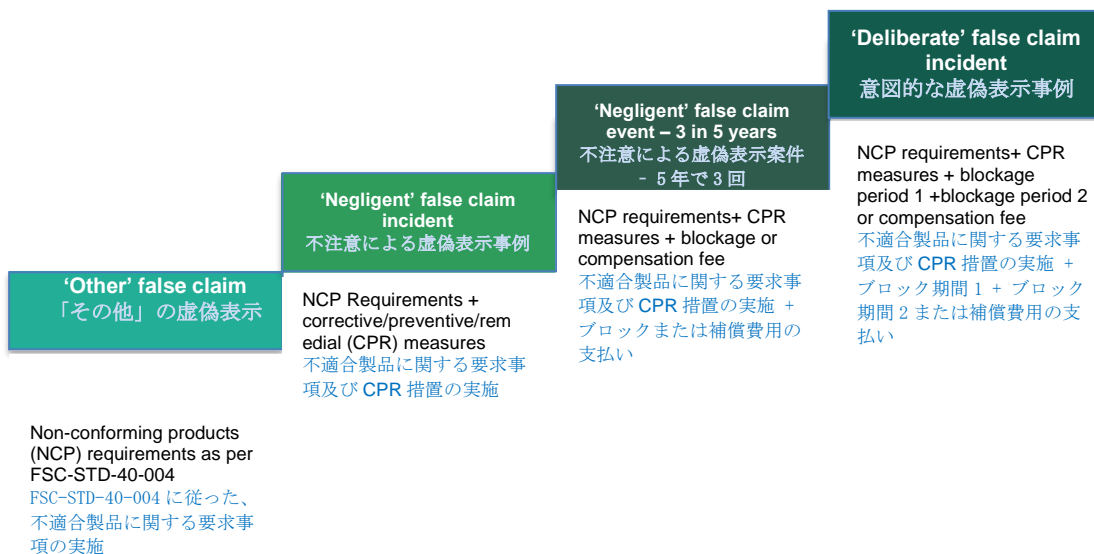 ‘Other’ false claim
「その他」の虚偽表示
Non-conforming products
(NCP) requirements as per
FSC-STD-40-004
FSC-STD-40-004 に従った、
不適合製品に関する要求事
項の実施
‘Negligent’ false claim
incident
不注意による虚偽表示事例
NCP Requirements +
corrective/preventive/rem
edial (CPR) measures
不適合製品に関する要求事
項及び CPR 措置の実施
‘Negligent’ false claim
event – 3 in 5 years
不注意による虚偽表示案件
- 5 年で 3 回
NCP requirements+ CPR
measures + blockage or
compensation fee
不適合製品に関する要求事
項及び CPR 措置の実施 +
ブロックまたは補償費用の
支払い
‘Deliberate’ false claim
incident
意図的な虚偽表示事例
NCP requirements+ CPR
measures + blockage
period 1 +blockage period 2
or compensation fee
不適合製品に関する要求事
項及び CPR 措置の実施 +
ブロック期間 1 + ブロック
期間 2 または補償費用の支
払い